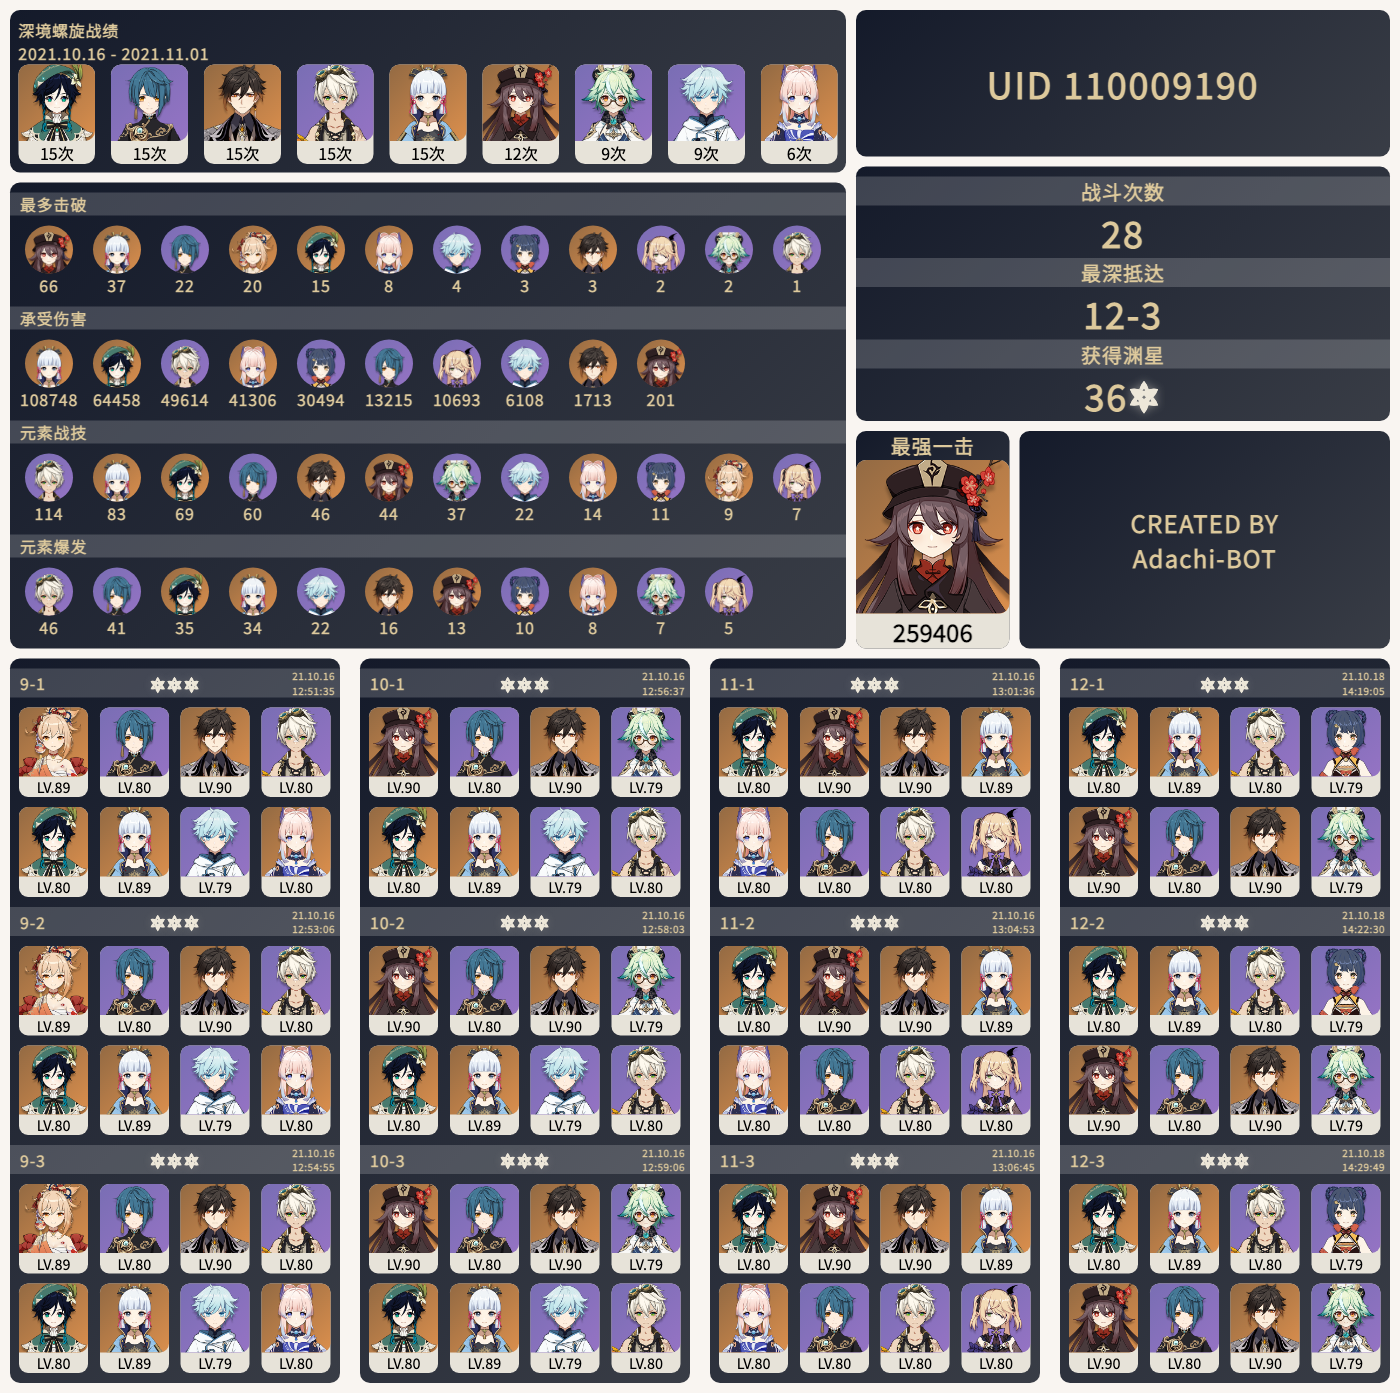 深境螺旋战绩
2021.10.16 - 2021.11.01
15次 15次 15次 15次 15次 12次 9次 9次 6次
UID 110009190
最多击破
66 37 22 20 15 8 4 3 3 2 2 1
承受伤害
108748 64458 49614 41306 30494 13215 10693 6108 1713 201
元素战技
114 83 69 60 46 44 37 22 14 11 9 7
元素爆发
46 41 35 34 22 16 13 10 8 7 5
战斗次数
28
最深抵达
12-3
获得渊星
36
最强一击
259406
CREATED BY
Adachi-BOT
9-1
21.10.16
12:51:35
LV.89 LV.80 LV.90 LV.80
LV.80 LV.89 LV.79 LV.80
9-2
21.10.16
12:53:06
LV.89 LV.80 LV.90 LV.80
LV.80 LV.89 LV.79 LV.80
9-3
21.10.16
12:54:55
LV.89 LV.80 LV.90 LV.80
LV.80 LV.89 LV.79 LV.80
10-1
21.10.16
12:56:37
LV.90 LV.80 LV.90 LV.79
LV.80 LV.89 LV.79 LV.80
10-2
21.10.16
12:58:03
LV.90 LV.80 LV.90 LV.79
LV.80 LV.89 LV.79 LV.80
10-3
21.10.16
12:59:06
LV.90 LV.80 LV.90 LV.79
LV.80 LV.89 LV.79 LV.80
11-1
21.10.16
13:01:36
LV.80 LV.90 LV.90 LV.89
LV.80 LV.80 LV.80 LV.80
11-2
21.10.16
13:04:53
LV.80 LV.90 LV.90 LV.89
LV.80 LV.80 LV.80 LV.80
11-3
21.10.16
13:06:45
LV.80 LV.90 LV.90 LV.89
LV.80 LV.80 LV.80 LV.80
12-1
21.10.18
14:19:05
LV.80 LV.89 LV.80 LV.80
LV.90 LV.80 LV.90 LV.79
12-2
21.10.18
14:22:30
LV.80 LV.89 LV.80 LV.80
LV.90 LV.80 LV.90 LV.79
12-3
21.10.18
14:29:49
LV.80 LV.89 LV.80 LV.80
LV.90 LV.80 LV.90 LV.79